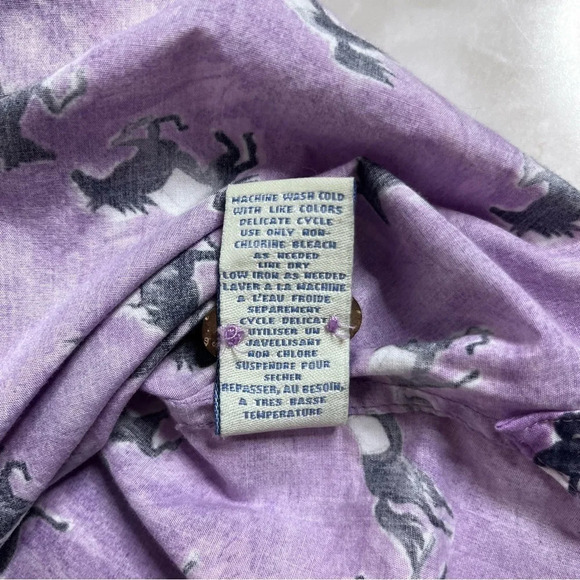 MACHINE WASH COLD
WITH LIKE COLORS
DELICATE CYCLE
USE ONLY NON-
CHLORINE BLEACH
AS NEEDED
LINE DRY
LOW IRON AS NEEDED
LAVER A LA MACHINE
A L'EAU FROIDE
SEPAREMENT
CYCLE DELICATE
UTILISER UN
JAVELLISANT
NON CHLORE
SUSPENDRE POUR
SECHER
REPASSER, AU BESOIN,
A TRES BASSE
TEMPERATURE